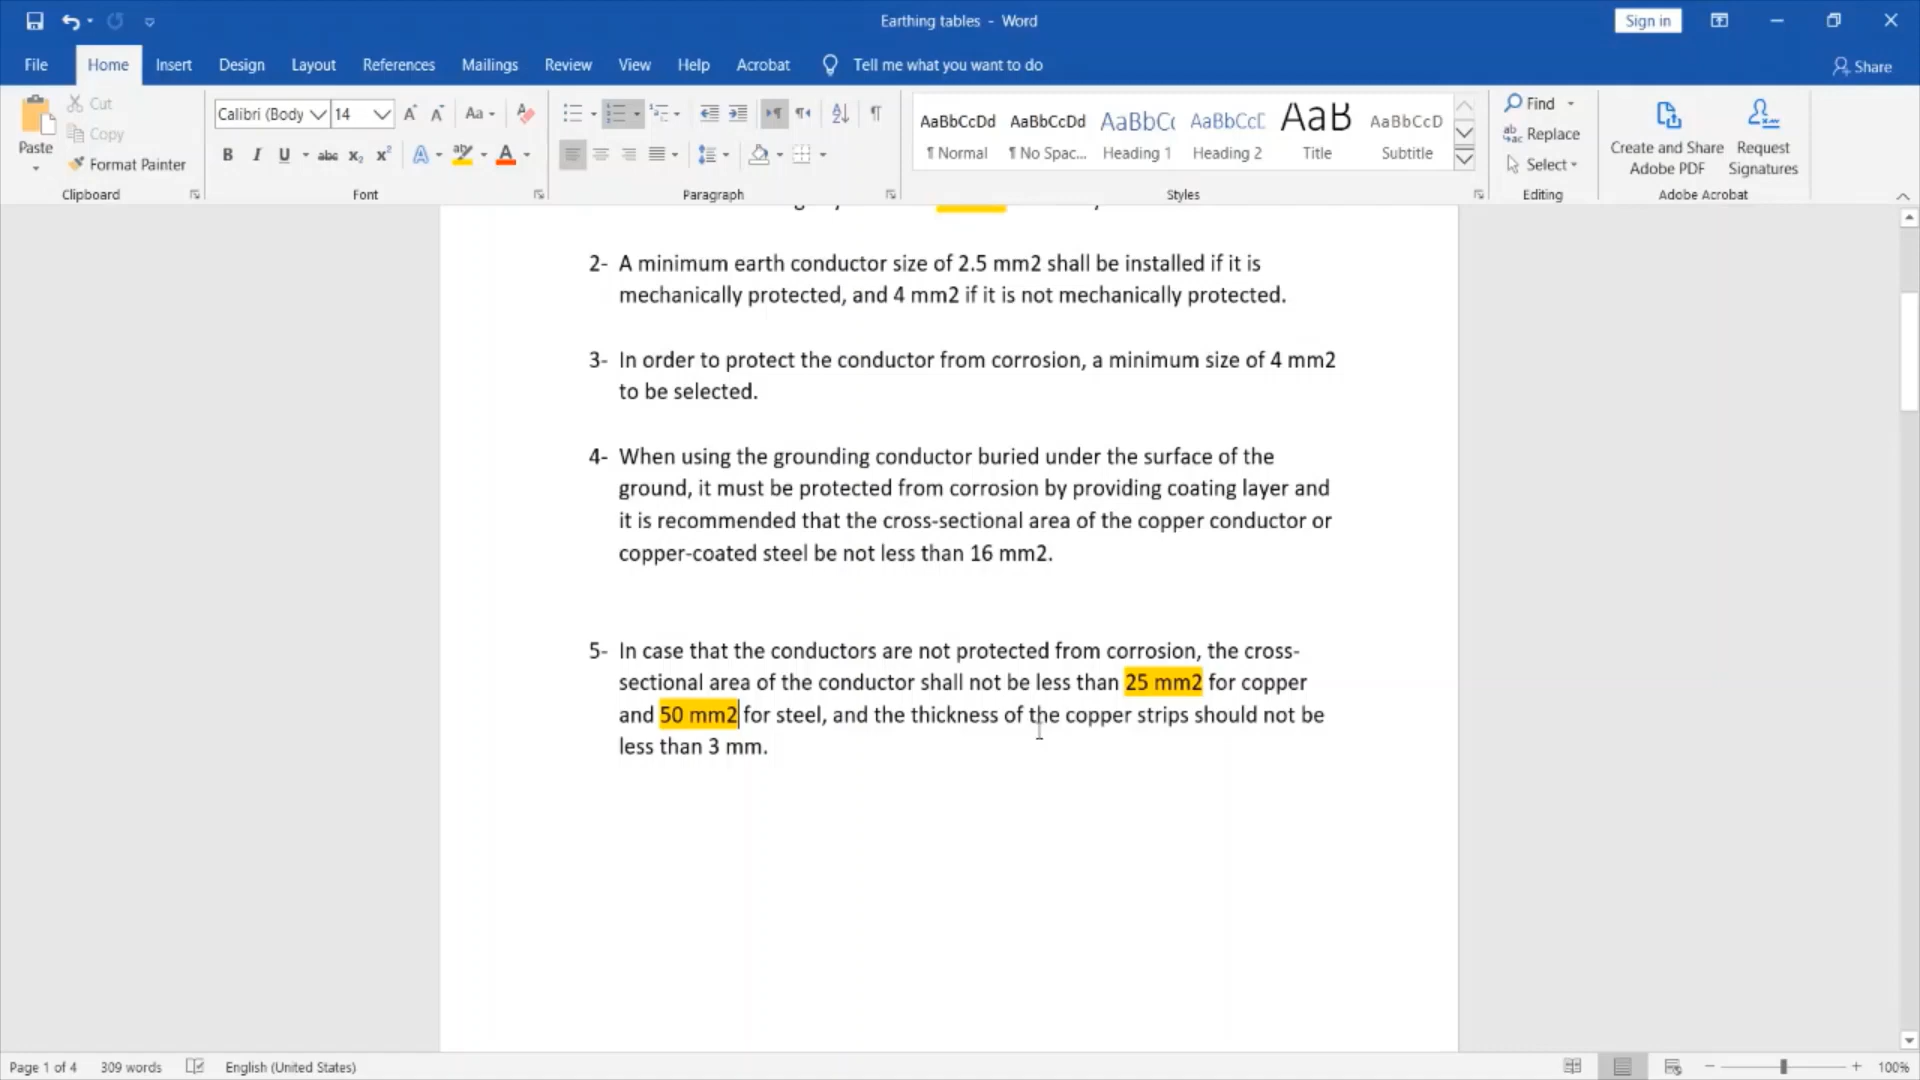 Earthing tables - Word
Sign in
File Home Insert Design Layout References Mailings Review View Help Acrobat Tell me what you want to do Share
Paste
Cut
Copy
Format Painter
Clipboard
Calibri (Body 14
Aa
B I U abc x₂ x²
Font
Paragraph
AaBbCcDd AaBbCcDd AaBbC( AaBbCcC AaB AaBbCcD
¶ Normal ¶ No Spac... Heading 1 Heading 2 Title Subtitle
Styles
Find
Replace
Select
Editing
Create and Share Adobe PDF
Request Signatures
Adobe Acrobat
2- A minimum earth conductor size of 2.5 mm2 shall be installed if it is
mechanically protected, and 4 mm2 if it is not mechanically protected.
3- In order to protect the conductor from corrosion, a minimum size of 4 mm2
to be selected.
4- When using the grounding conductor buried under the surface of the
ground, it must be protected from corrosion by providing coating layer and
it is recommended that the cross-sectional area of the copper conductor or
copper-coated steel be not less than 16 mm2.
5- In case that the conductors are not protected from corrosion, the cross-
sectional area of the conductor shall not be less than 25 mm2 for copper
and 50 mm2 for steel, and the thickness of the copper strips should not be
less than 3 mm.
Page 1 of 4 309 words English (United States) 100%